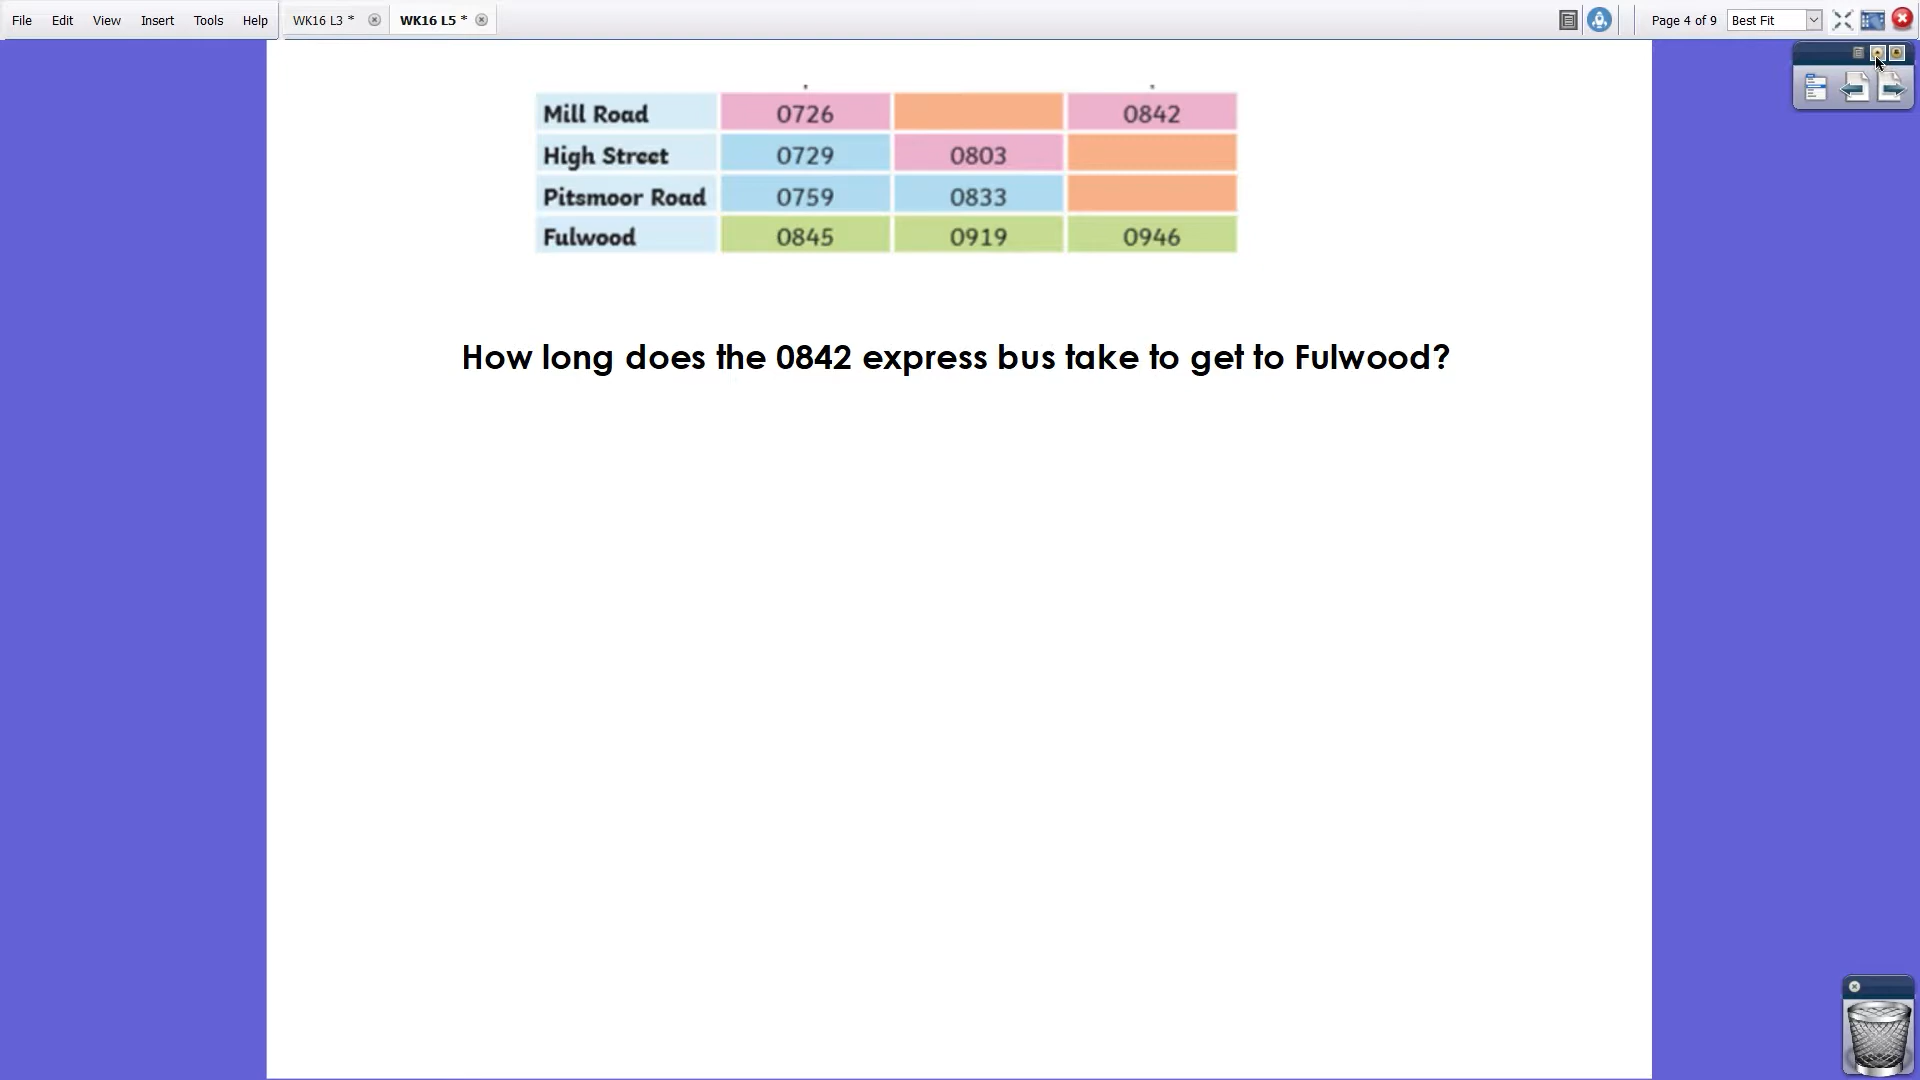 File Edit View Insert Tools Help WK16 L3 * WK16 L5 * Page 4 of 9 Best Fit
Mill Road 0726 0842
High Street 0729 0803
Pitsmoor Road 0759 0833
Fulwood 0845 0919 0946
How long does the 0842 express bus take to get to Fulwood?